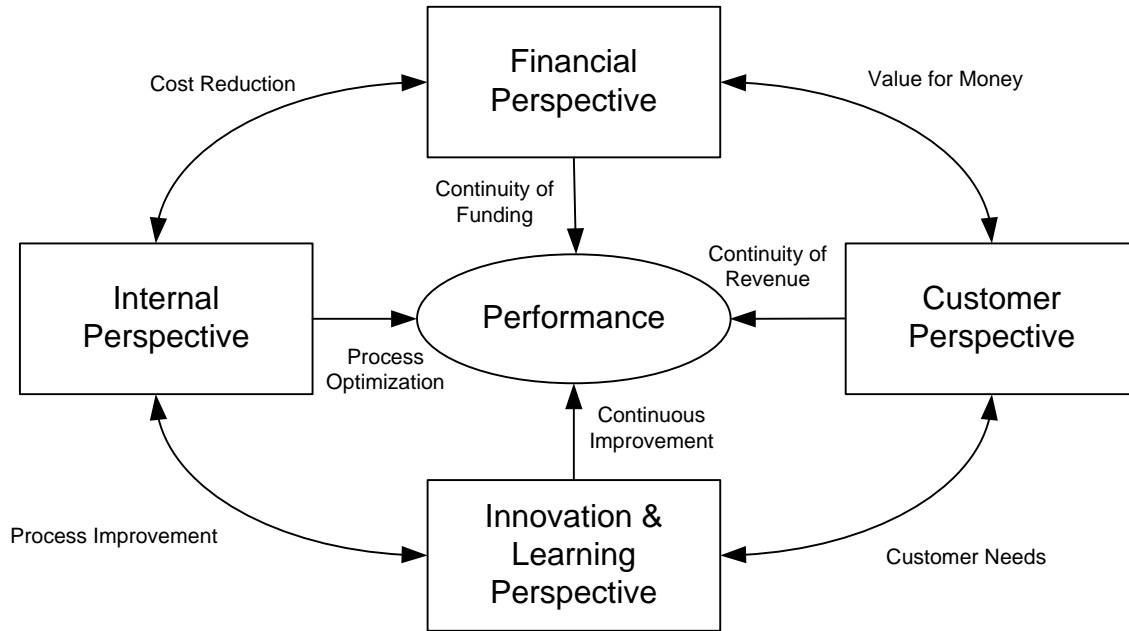 Financial
Perspective
Cost Reduction
Value for Money
Continuity of
Funding
Internal
Perspective
Performance
Continuity of
Revenue
Customer
Perspective
Process
Optimization
Continuous
Improvement
Process Improvement
Innovation &
Learning
Perspective
Customer Needs